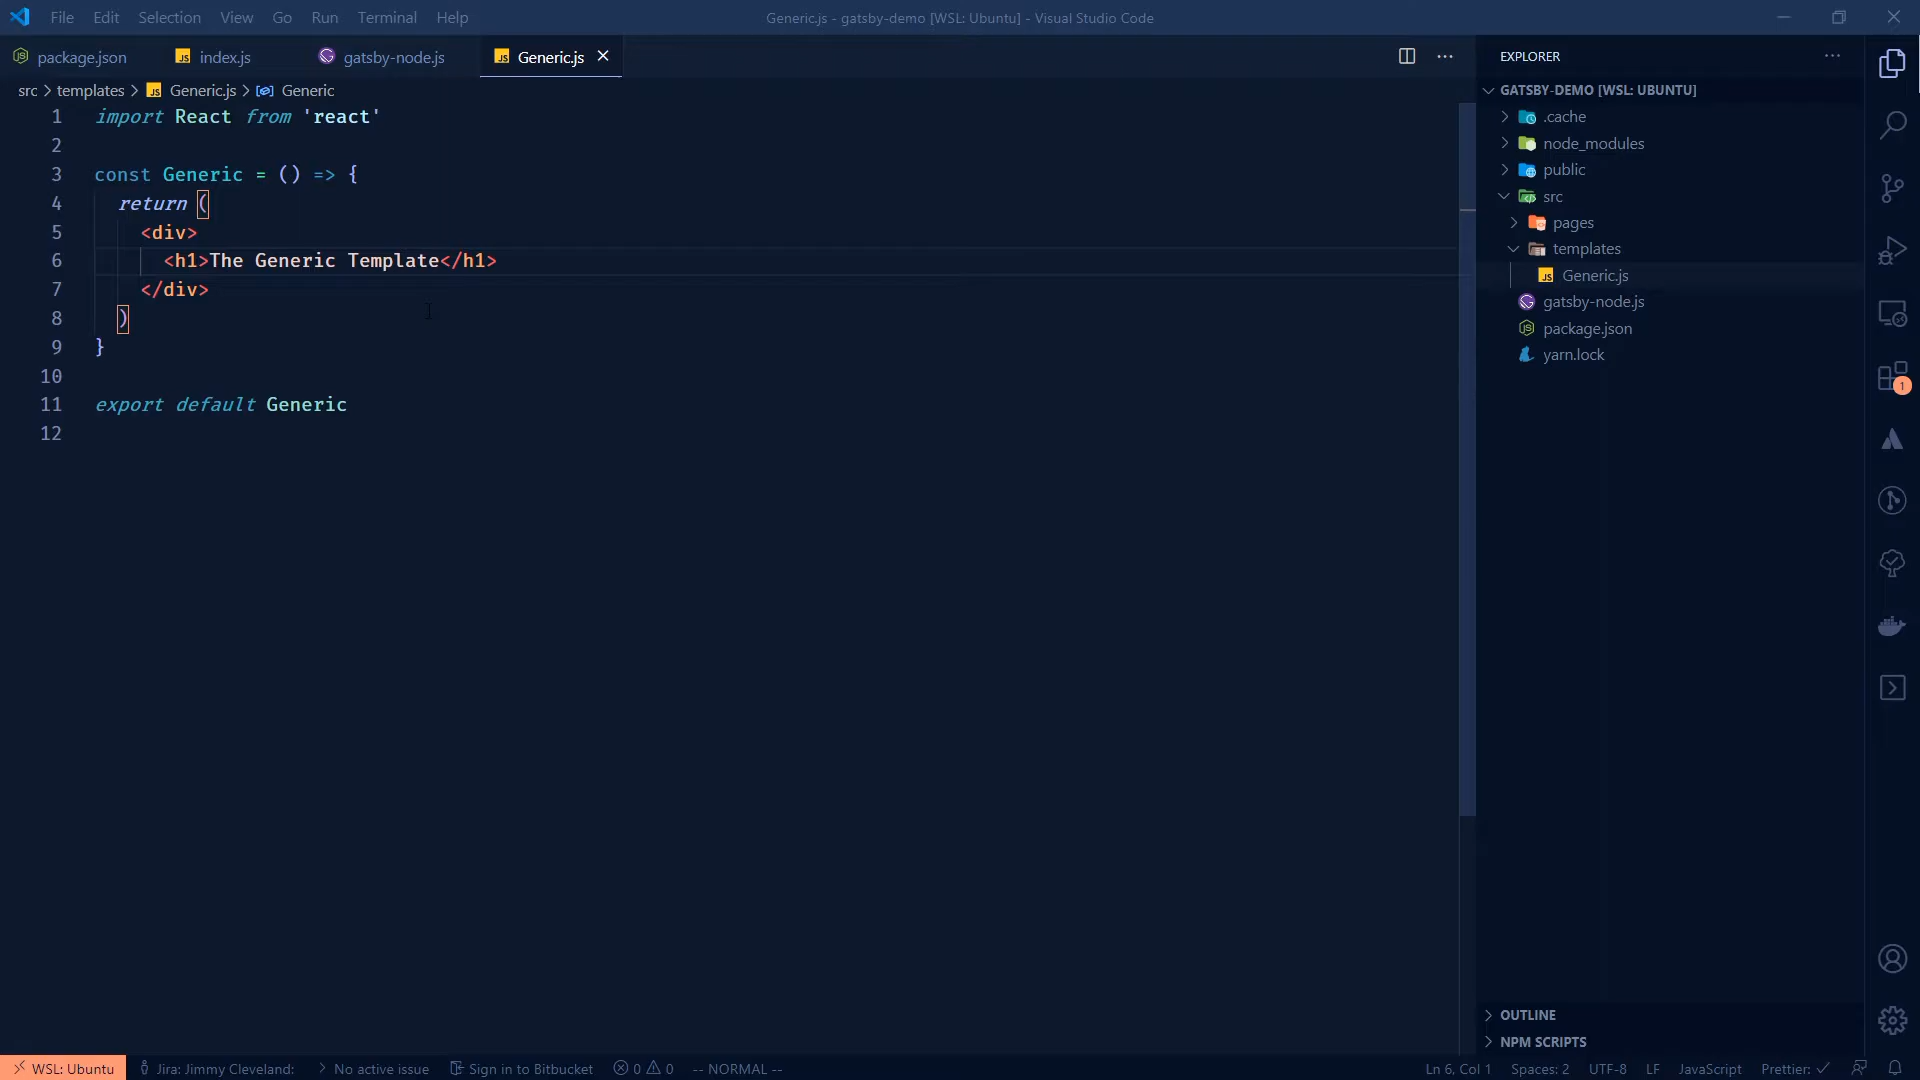 File Edit Selection View Go Run Terminal Help
Generic.js - gatsby-demo [WSL: Ubuntu] - Visual Studio Code
package.json
index.js
gatsby-node.js
Generic.js
src > templates > Generic.js > Generic
1 import React from 'react'
2
3 const Generic = () => {
4 return (
5 <div>
6 <h1>The Generic Template</h1>
7 </div>
8 )
9 }
10
11 export default Generic
12
EXPLORER
GATSBY-DEMO [WSL: UBUNTU]
.cache
node_modules
public
src
pages
templates
Generic.js
gatsby-node.js
package.json
yarn.lock
1
OUTLINE
NPM SCRIPTS
WSL: Ubuntu Jira: Jimmy Cleveland: No active issue Sign in to Bitbucket 0 0 -- NORMAL -- Ln 6, Col 1 Spaces: 2 UTF-8 LF JavaScript Prettier: ✓